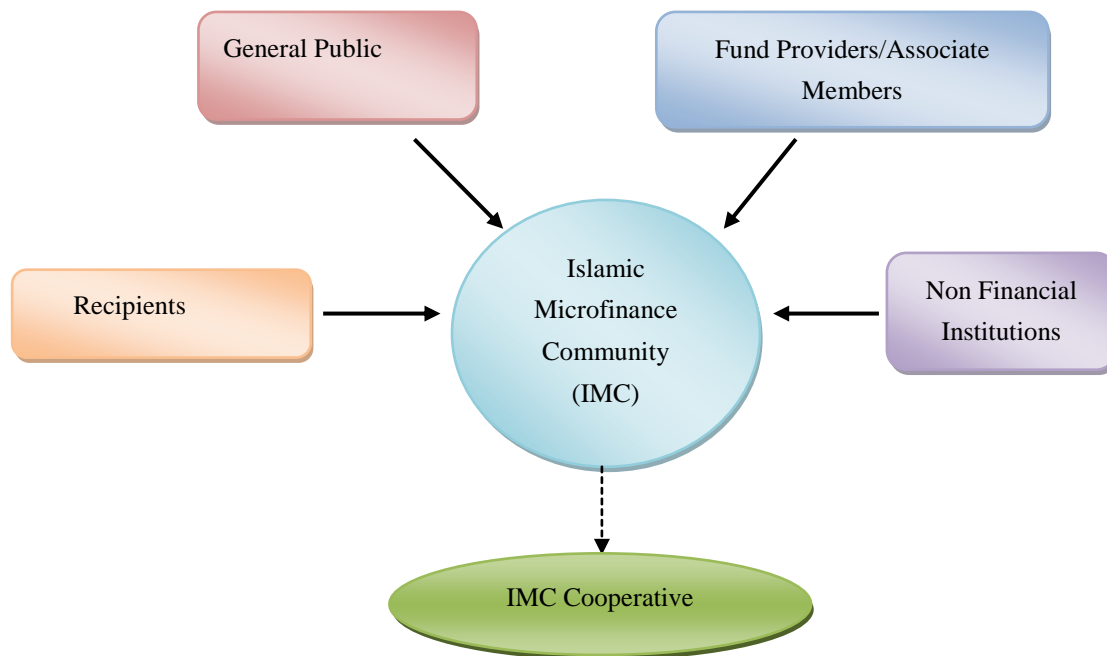 General Public
Fund Providers/Associate
Members
Islamic
Microfinance
Community
(IMC)
Recipients
Non Financial
Institutions
IMC Cooperative